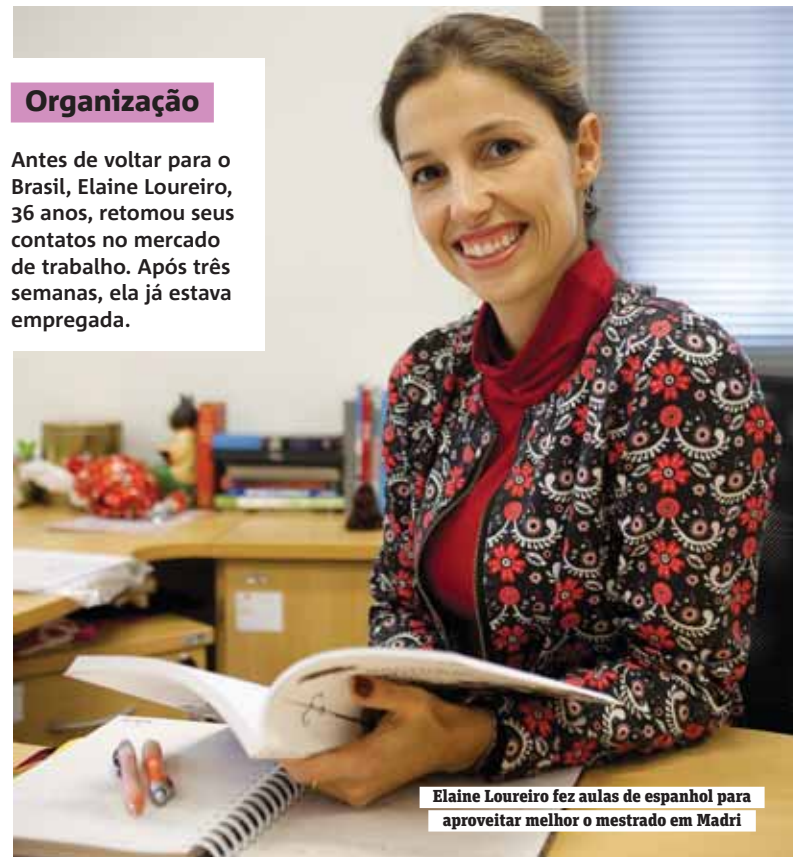 Organização
Antes de voltar para o
Brasil, Elaine Loureiro,
36 anos, retomou seus
contatos no mercado
de trabalho. Após três
semanas, ela já estava
empregada.
Elaine Loureiro fez aulas de espanhol para
aproveitar melhor o mestrado em Madri